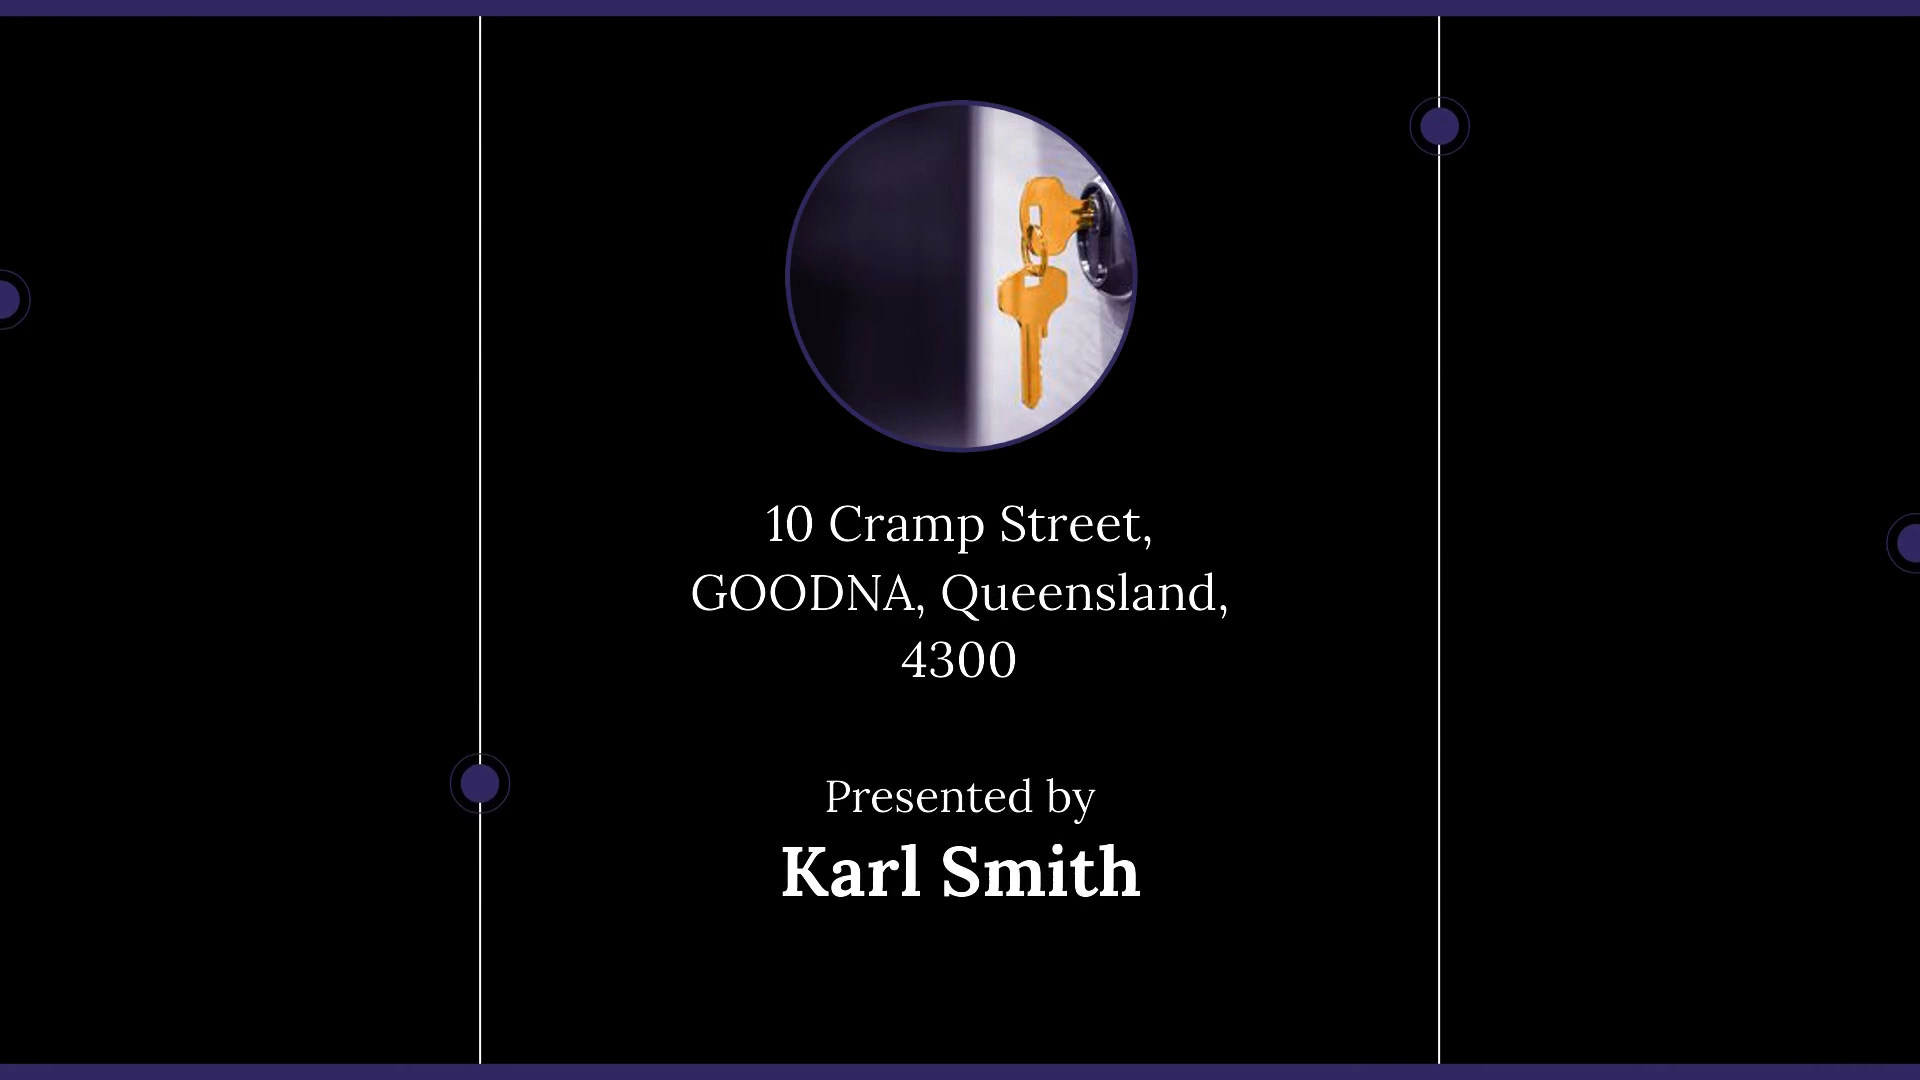 10 Cramp Street,
GOODNA, Queensland,
4300
Presented by
Karl Smith